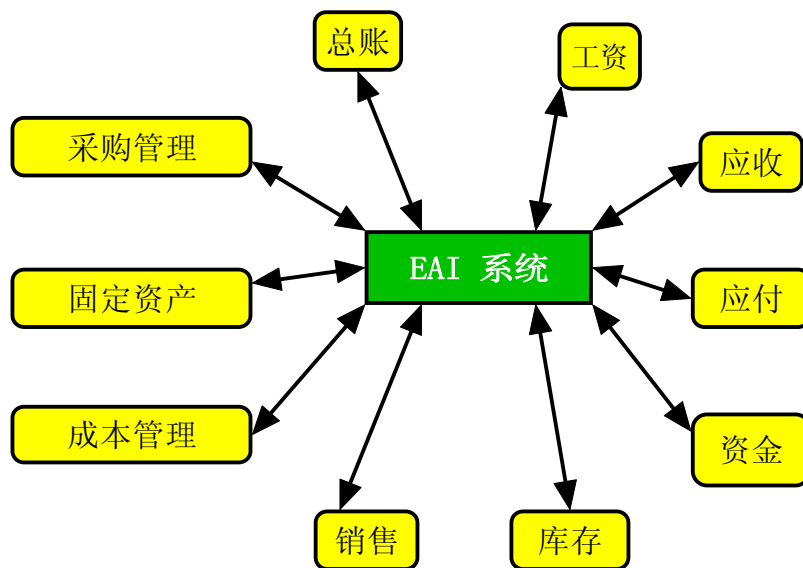 总账
工资
采购管理
应收
EAI 系统
固定资产
应付
成本管理
资金
销售
库存